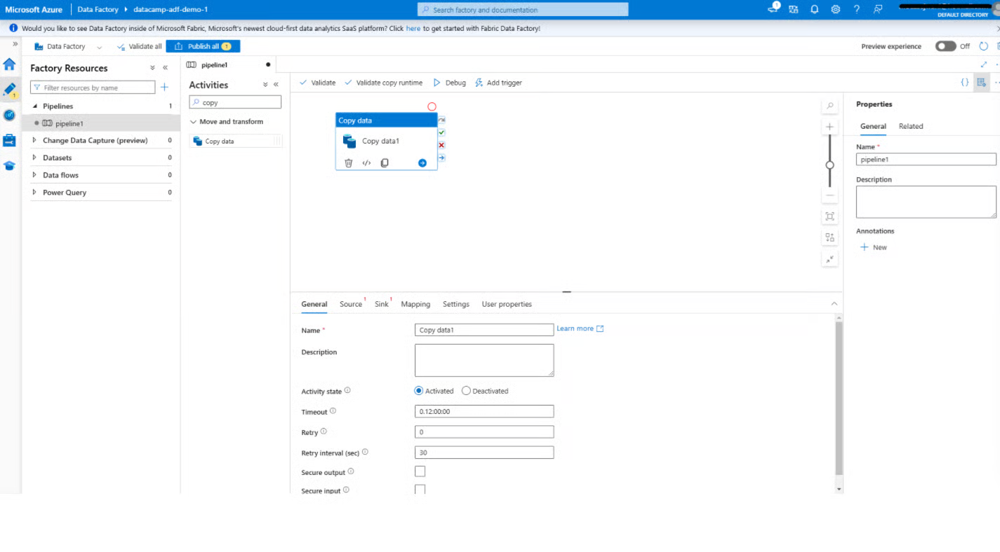 Microsoft Azure | Data Factory ▸ datacamp-adf-demo-1
Search factory and documentation
1
DEFAULT DIRECTORY
Would you like to see Data Factory inside of Microsoft Fabric, Microsoft's newest cloud-first data analytics SaaS platform? Click here to get started with Fabric Data Factory!
Data Factory
Validate all
Publish all 1
Preview experience
Off
1
Factory Resources
Filter resources by name
Pipelines 1
pipeline1
Change Data Capture (preview) 0
Datasets 0
Data flows 0
Power Query 0
pipeline1
Activities
copy
Move and transform
Copy data
Validate
Validate copy runtime
Debug
Add trigger
Copy data
Copy data1
General
Source 1
Sink 1
Mapping
Settings
User properties
Name *
Copy data1
Learn more
Description
Activity state
Activated
Deactivated
Timeout
0.12:00:00
Retry
0
Retry interval (sec)
30
Secure output
Secure input
Properties
General
Related
Name *
pipeline1
Description
Annotations
New